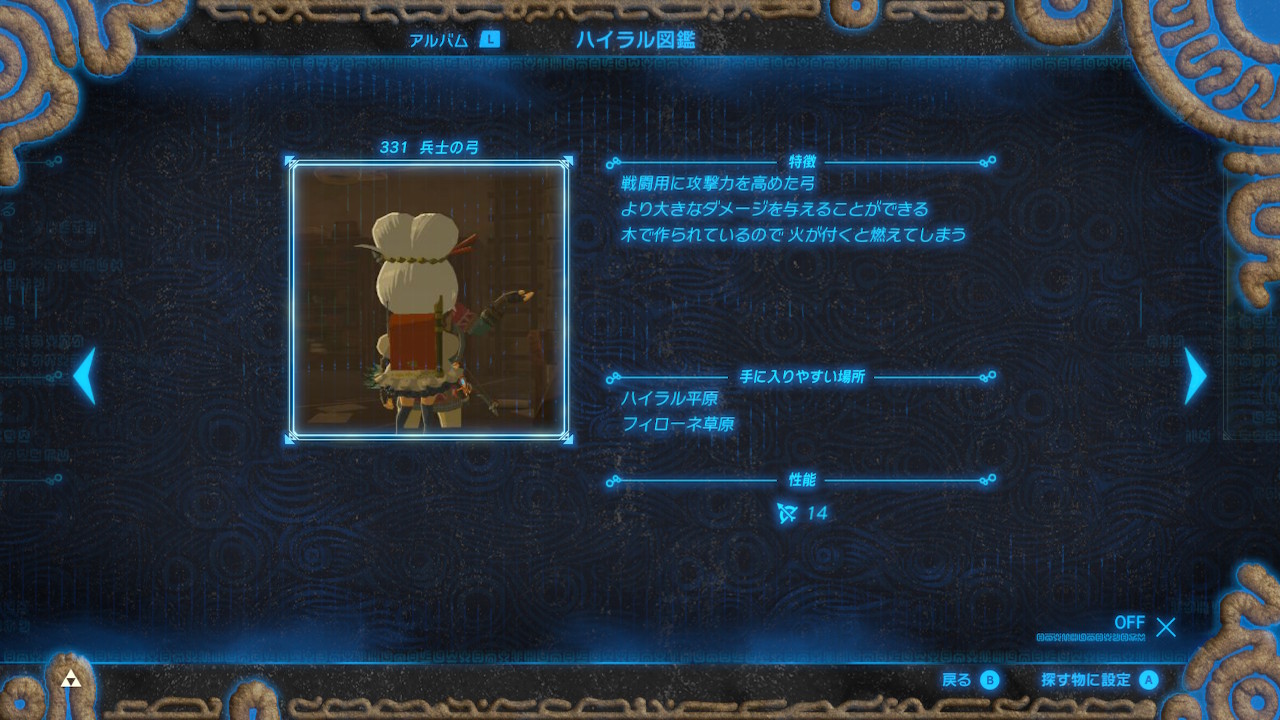 アルバム L
ハイラル図鑑
331 兵士の弓
特徴
戦闘用に攻撃力を高めた弓
より大きなダメージを与えることができる
木で作られているので 火が付くと燃えてしまう
手に入りやすい場所
ハイラル平原
フィローネ草原
性能
14
OFF
戻る B
探す物に設定 A